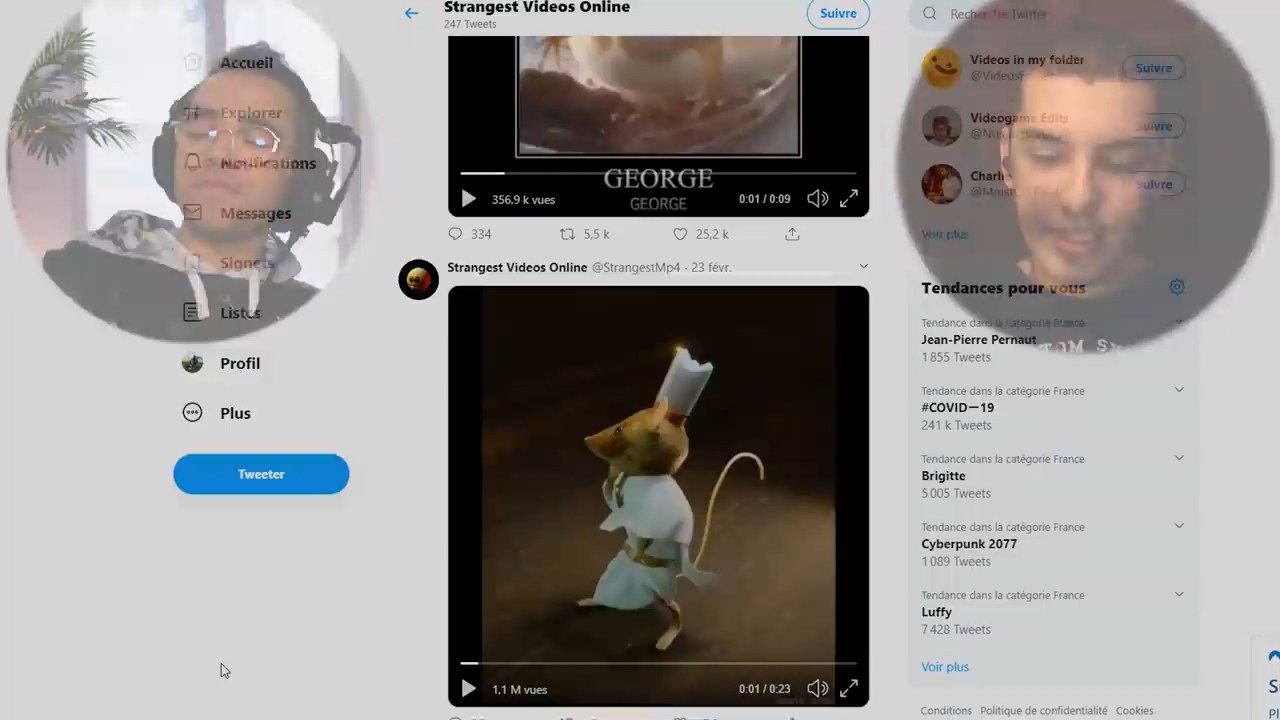 Accueil
Explorer
Notifications
Messages
Signets
Listes
Profil
Plus
Tweeter
Strangest Videos Online
247 Tweets
Suivre
GEORGE
GEORGE
356,9 k vues
0:01 / 0:09
334
5,5 k
25,2 k
Strangest Videos Online @StrangestMp4 · 23 févr.
1,1 M vues
0:01 / 0:23
Twitter
Videos in my folder
Suivre
Videogame Edits
Suivre
Suivre
Voir plus
Tendances pour vous
Tendance dans la catégorie France
Jean-Pierre Pernaut
1 855 Tweets
Tendance dans la catégorie France
#COVID—19
241 k Tweets
Tendance dans la catégorie France
Brigitte
5 005 Tweets
Tendance dans la catégorie France
Cyberpunk 2077
1 089 Tweets
Tendance dans la catégorie France
Luffy
7 428 Tweets
Voir plus
Conditions Politique de confidentialité Cookies